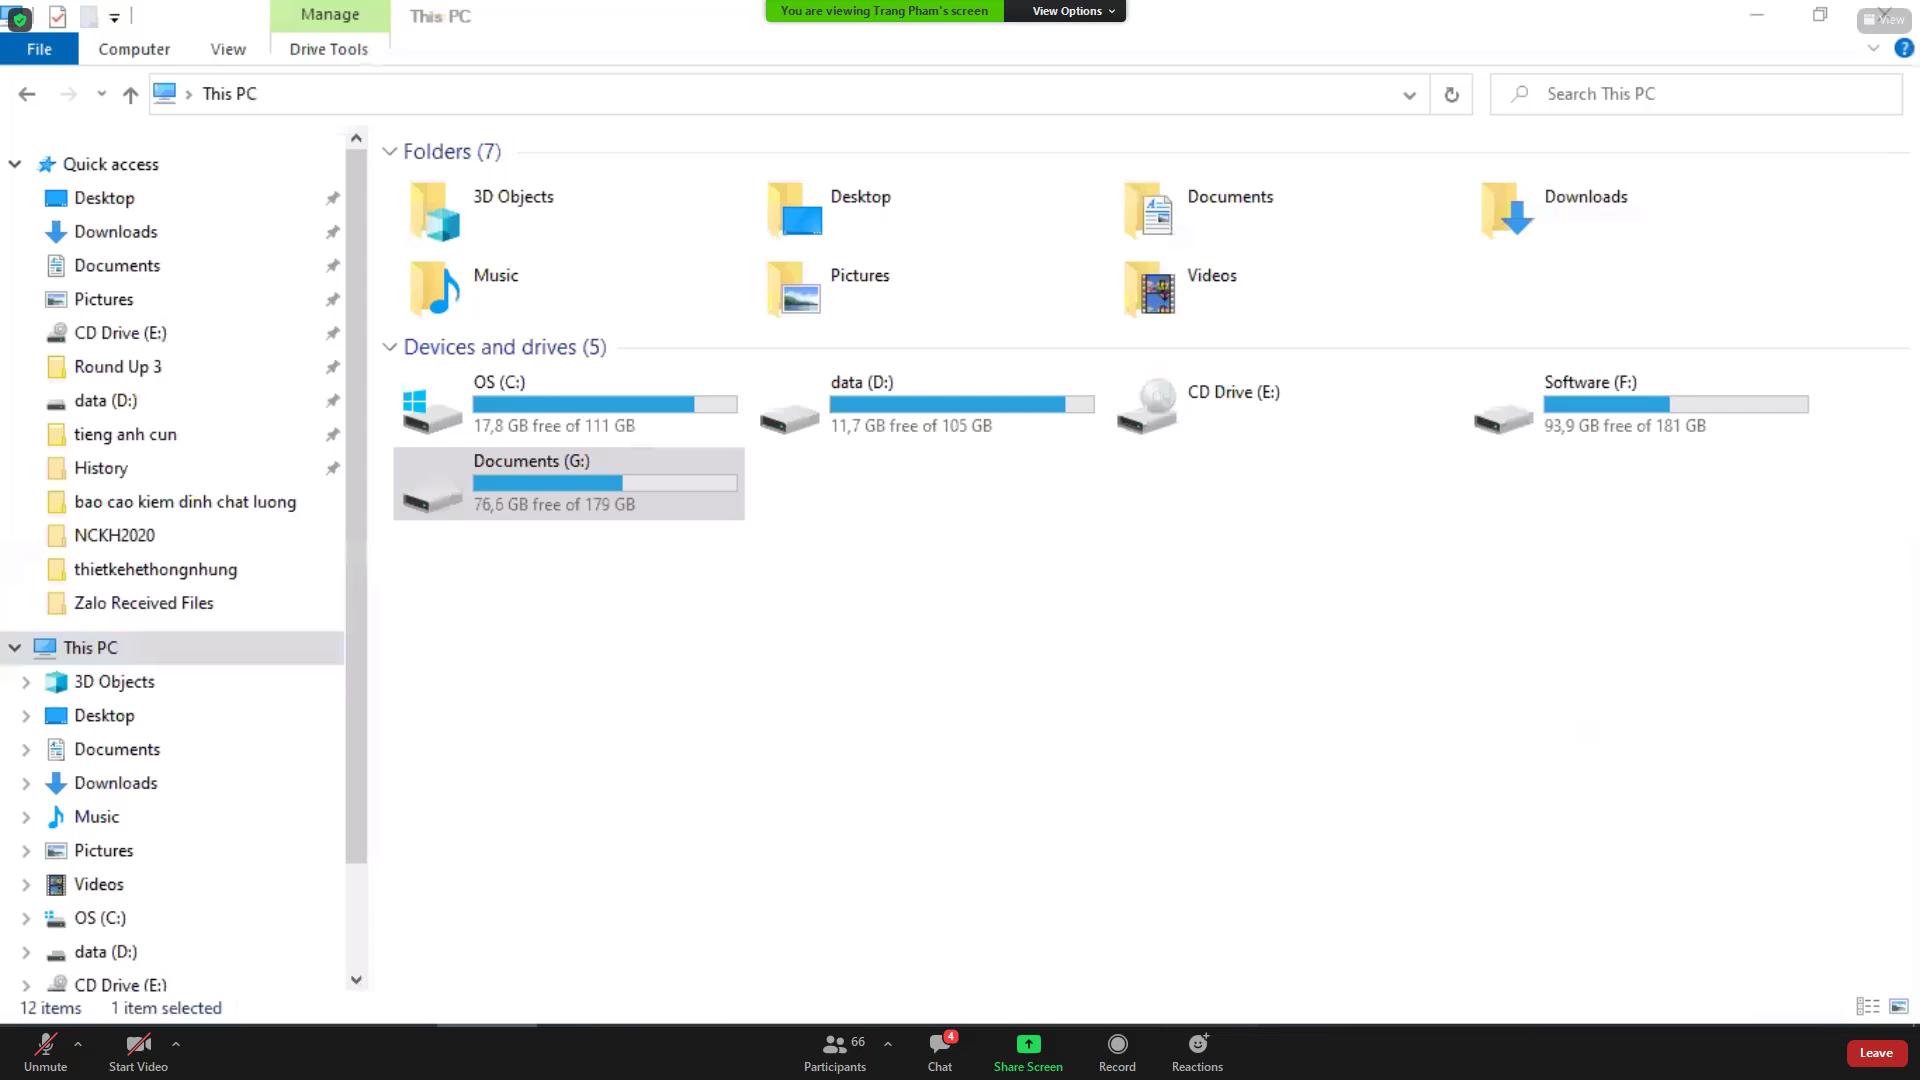 Manage
This PC
You are viewing Trang Pham's screen
View Options
View
File
Computer
View
Drive Tools
This PC
Search This PC
Quick access
Desktop
Downloads
Documents
Pictures
CD Drive (E:)
Round Up 3
data (D:)
tieng anh cun
History
bao cao kiem dinh chat luong
NCKH2020
thietkehethongnhung
Zalo Received Files
This PC
3D Objects
Desktop
Documents
Downloads
Music
Pictures
Videos
OS (C:)
data (D:)
CD Drive (E:)
Folders (7)
3D Objects
Desktop
Documents
Downloads
Music
Pictures
Videos
Devices and drives (5)
OS (C:)
17,8 GB free of 111 GB
data (D:)
11,7 GB free of 105 GB
CD Drive (E:)
Software (F:)
93,9 GB free of 181 GB
Documents (G:)
76,6 GB free of 179 GB
12 items
1 item selected
Unmute
Start Video
66
Participants
4
Chat
Share Screen
Record
Reactions
Leave